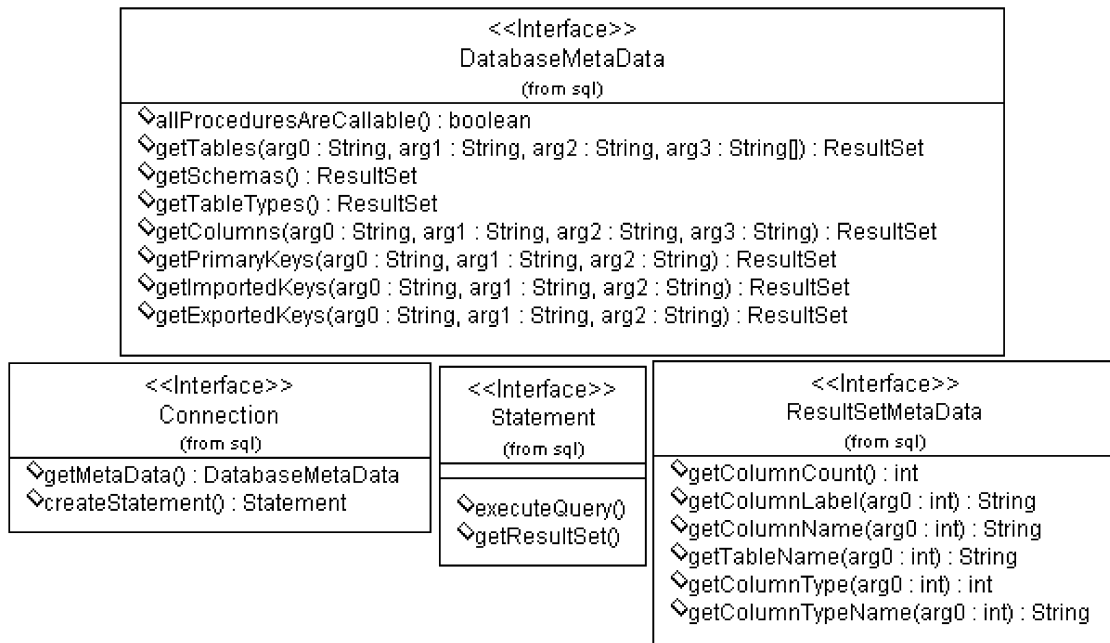 <<Interface>>
DatabaseMetaData
(from sql)
allProceduresAreCallable() : boolean
getTables(arg0 : String, arg1 : String, arg2 : String, arg3 : String[]) : ResultSet
getSchemas() : ResultSet
getTableTypes() : ResultSet
getColumns(arg0 : String, arg1 : String, arg2 : String, arg3 : String) : ResultSet
getPrimaryKeys(arg0 : String, arg1 : String, arg2 : String) : ResultSet
getImportedKeys(arg0 : String, arg1 : String, arg2 : String) : ResultSet
getExportedKeys(arg0 : String, arg1 : String, arg2 : String) : ResultSet
<<Interface>>
Connection
(from sql)
getMetaData() : DatabaseMetaData
createStatement() : Statement
<<Interface>>
Statement
(from sql)
executeQuery()
getResultSet()
<<Interface>>
ResultSetMetaData
(from sql)
getColumnCount() : int
getColumnLabel(arg0 : int) : String
getColumnName(arg0 : int) : String
getTableName(arg0 : int) : String
getColumnType(arg0 : int) : int
getColumnTypeName(arg0 : int) : String